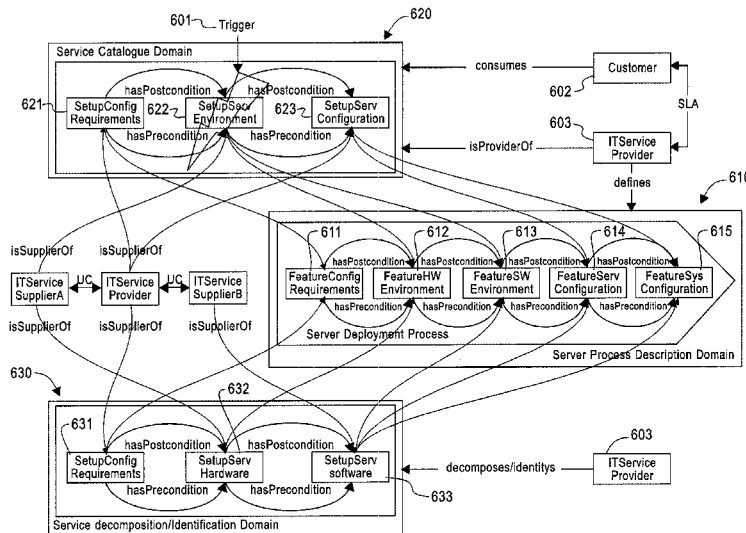 601
Trigger
620
Service Catalogue Domain
hasPostcondition
hasPostcondition
621
SetupConfig
Requirements
622
SetupServ
Environment
623
SetupServ
Configuration
hasPrecondition
hasPrecondition
consumes
Customer
602
SLA
603
isProviderOf
ITService
Provider
defines
610
isSupplierOf
isSupplierOf
ITService
SupplierA
UC
ITService
Provider
UC
ITService
SupplierB
isSupplierOf
isSupplierOf
isSupplierOf
611
612
613
614
615
hasPostcondition
hasPostcondition
hasPostcondition
hasPostcondition
FeatureConfig
Requirements
FeatureHW
Environment
FeatureSW
Environment
FeatureServ
Configuration
FeatureSys
Configuration
hasPrecondition
hasPrecondition
hasPrecondition
hasPrecondition
Server Deployment Process
Server Process Description Domain
630
631
632
hasPostcondition
hasPostcondition
SetupConfig
Requirements
SetupServ
Hardware
SetupServ
software
633
hasPrecondition
hasPrecondition
Service decomposition/Identification Domain
decomposes/identitys
603
ITService
Provider